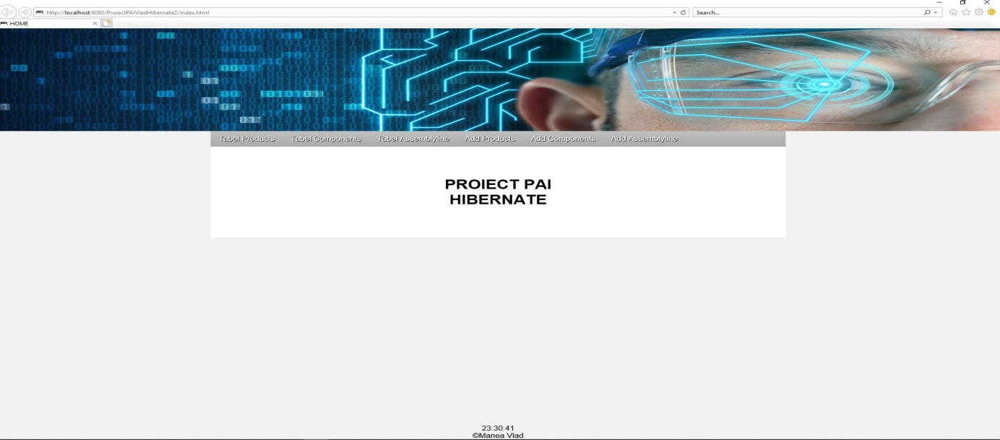 http://localhost:8080/ProiectPAIVladHibernate2/index.html
Search...
HOME
Tabel Products Tabel Components Tabel Assemblyline Add Products Add Components Add Assemblyline
PROIECT PAI
HIBERNATE
23:30:41
©Manea Vlad